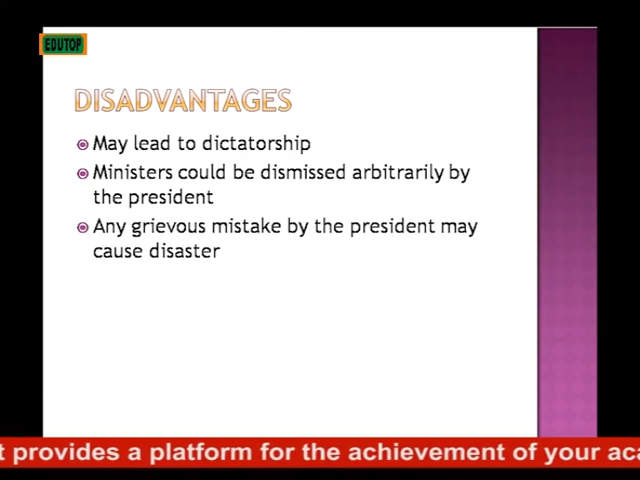 EDUTOP
DISADVANTAGES
May lead to dictatorship
Ministers could be dismissed arbitrarily by
the president
Any grievous mistake by the president may
cause disaster
t provides a platform for the achievement of your aca